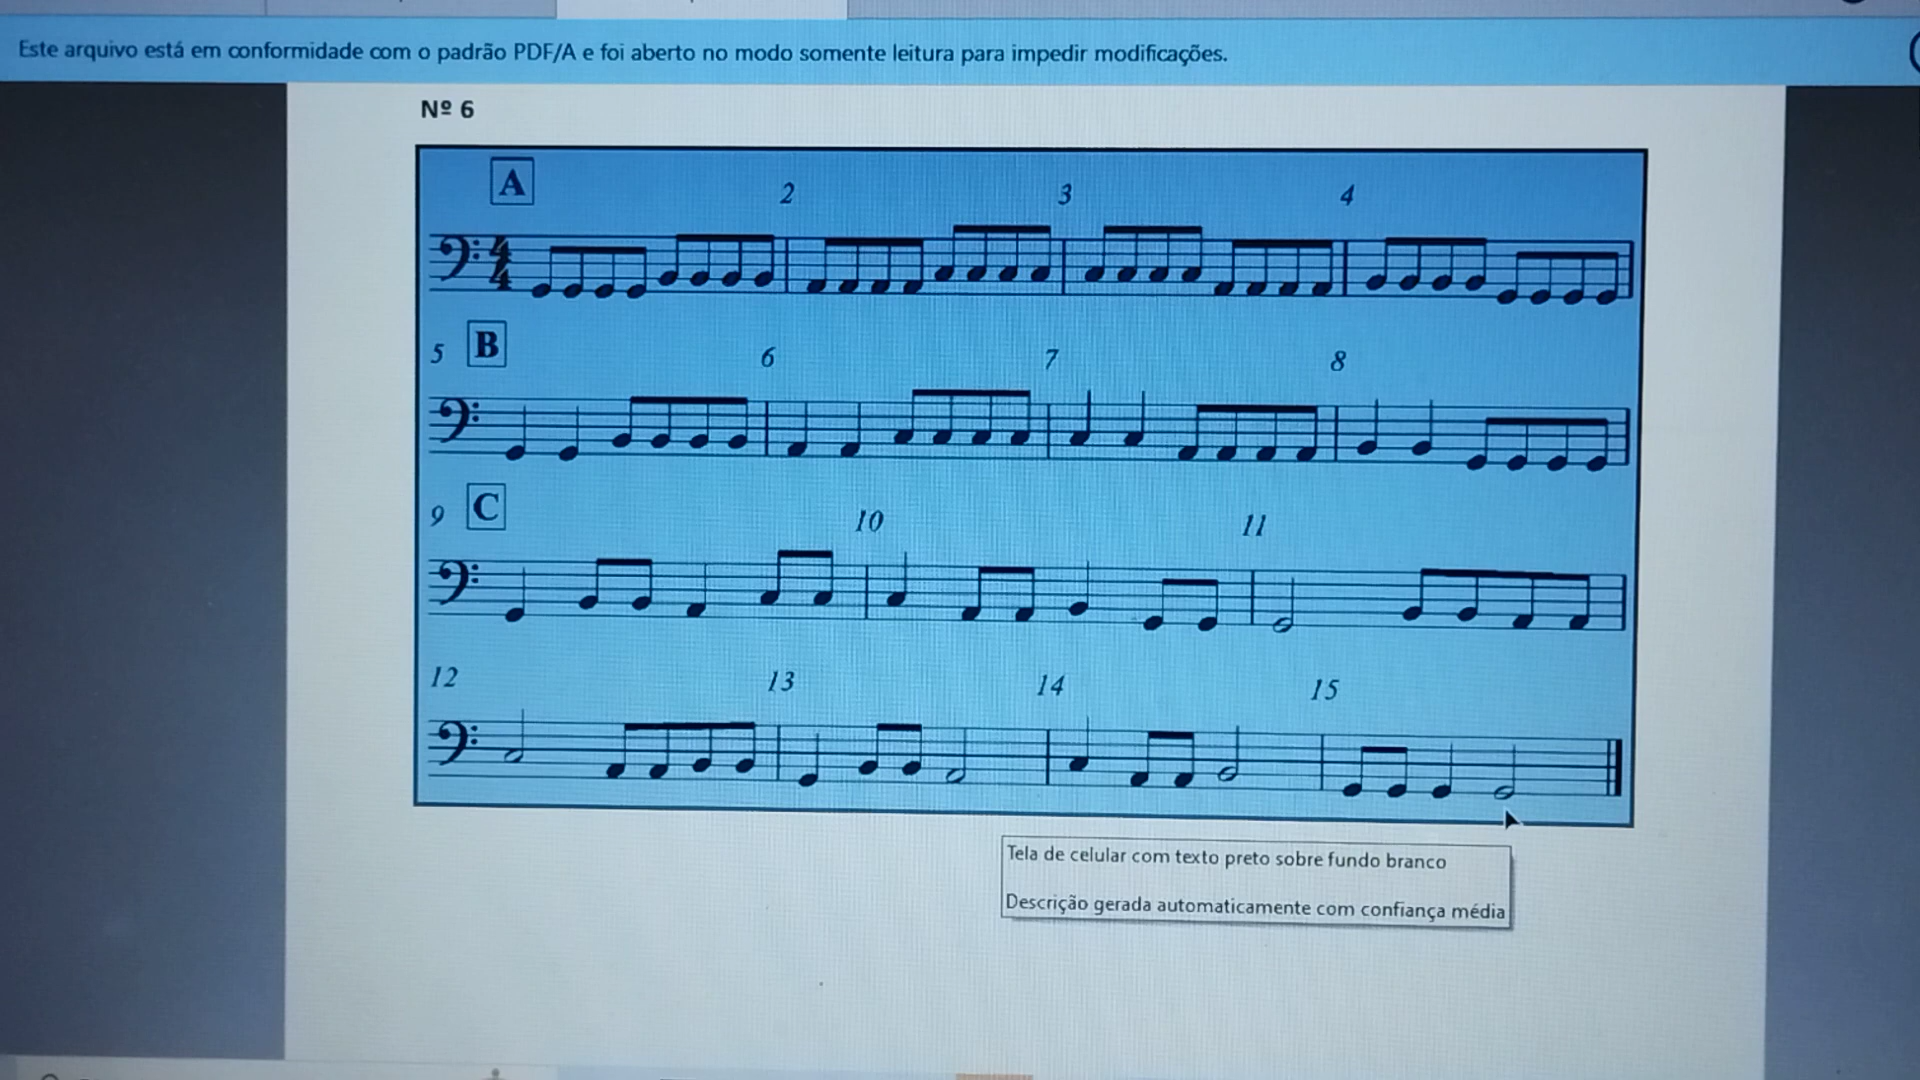 Este arquivo está em conformidade com o padrão PDF/A e foi aberto no modo somente leitura para impedir modificações.
Nº 6
A
2
3
4
4
4
5
B
6
7
8
9
C
10
11
12
13
14
15
Tela de celular com texto preto sobre fundo branco
Descrição gerada automaticamente com confiança média